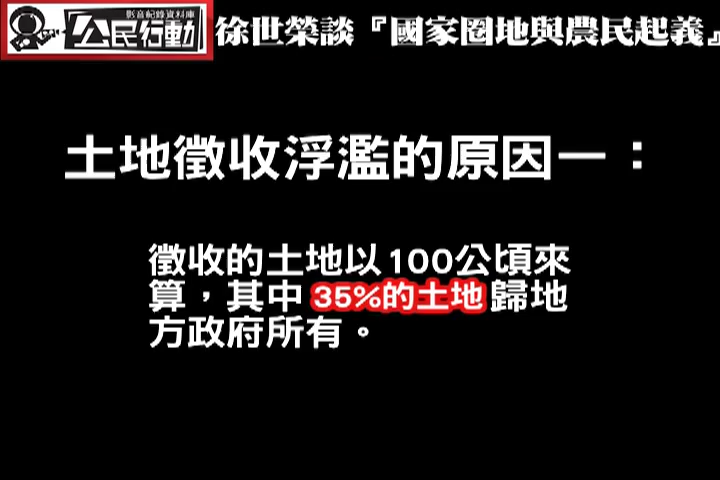 影音紀錄資料庫
公民行動
徐世榮談『國家圈地與農民起義』
土地徵收浮濫的原因一：
徵收的土地以100公頃來
算，其中35%的土地歸地
方政府所有。